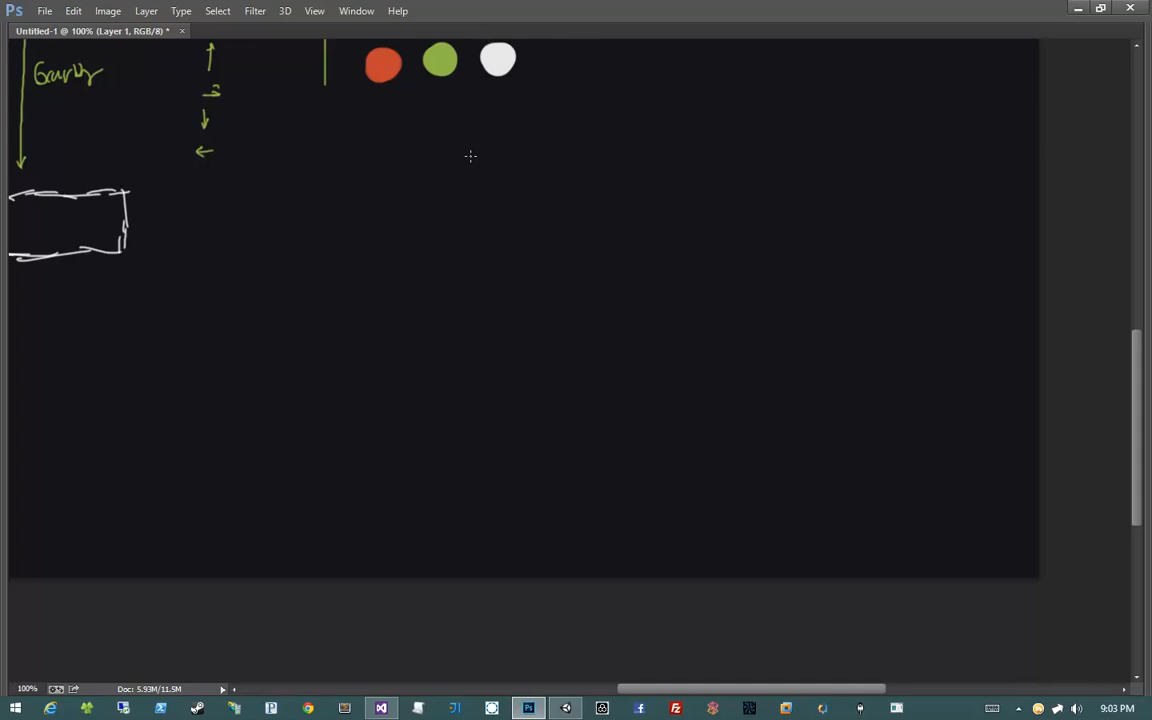 Ps File Edit Image Layer Type Select Filter 3D View Window Help
Untitled-1 @ 100% (Layer 1, RGB/8) *
100% Doc: 5.93M/11.5M
9:03 PM